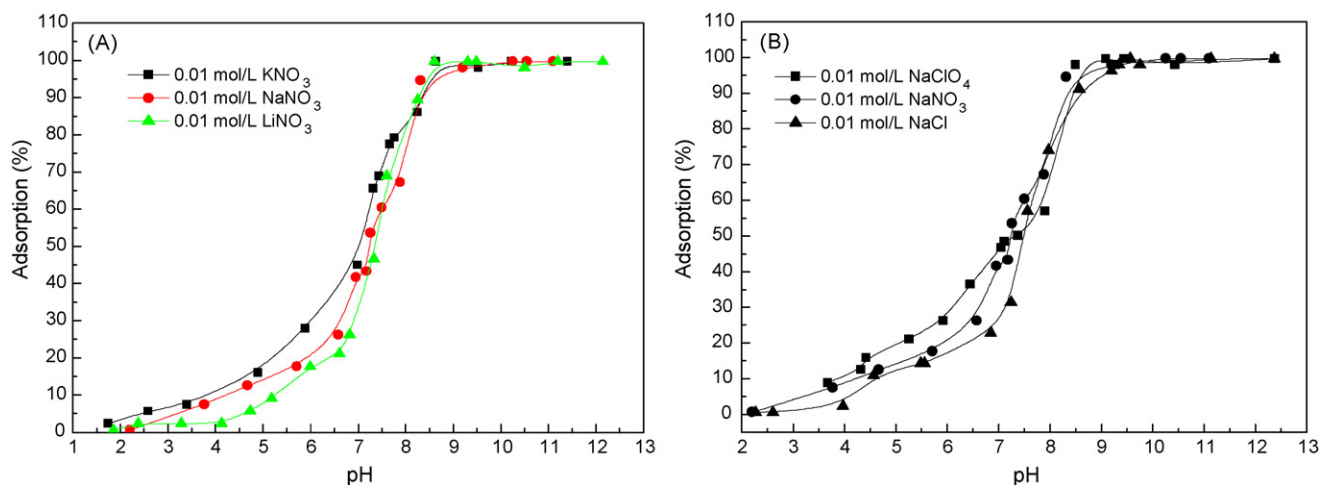 (A)
0.01 mol/L KNO₃
0.01 mol/L NaNO₃
0.01 mol/L LiNO₃
Adsorption (%)
110
100
90
80
70
60
50
40
30
20
10
0
1 2 3 4 5 6 7 8 9 10 11 12 13
pH
(B)
0.01 mol/L NaClO₄
0.01 mol/L NaNO₃
0.01 mol/L NaCl
Adsorption (%)
110
100
90
80
70
60
50
40
30
20
10
0
2 3 4 5 6 7 8 9 10 11 12 13
pH